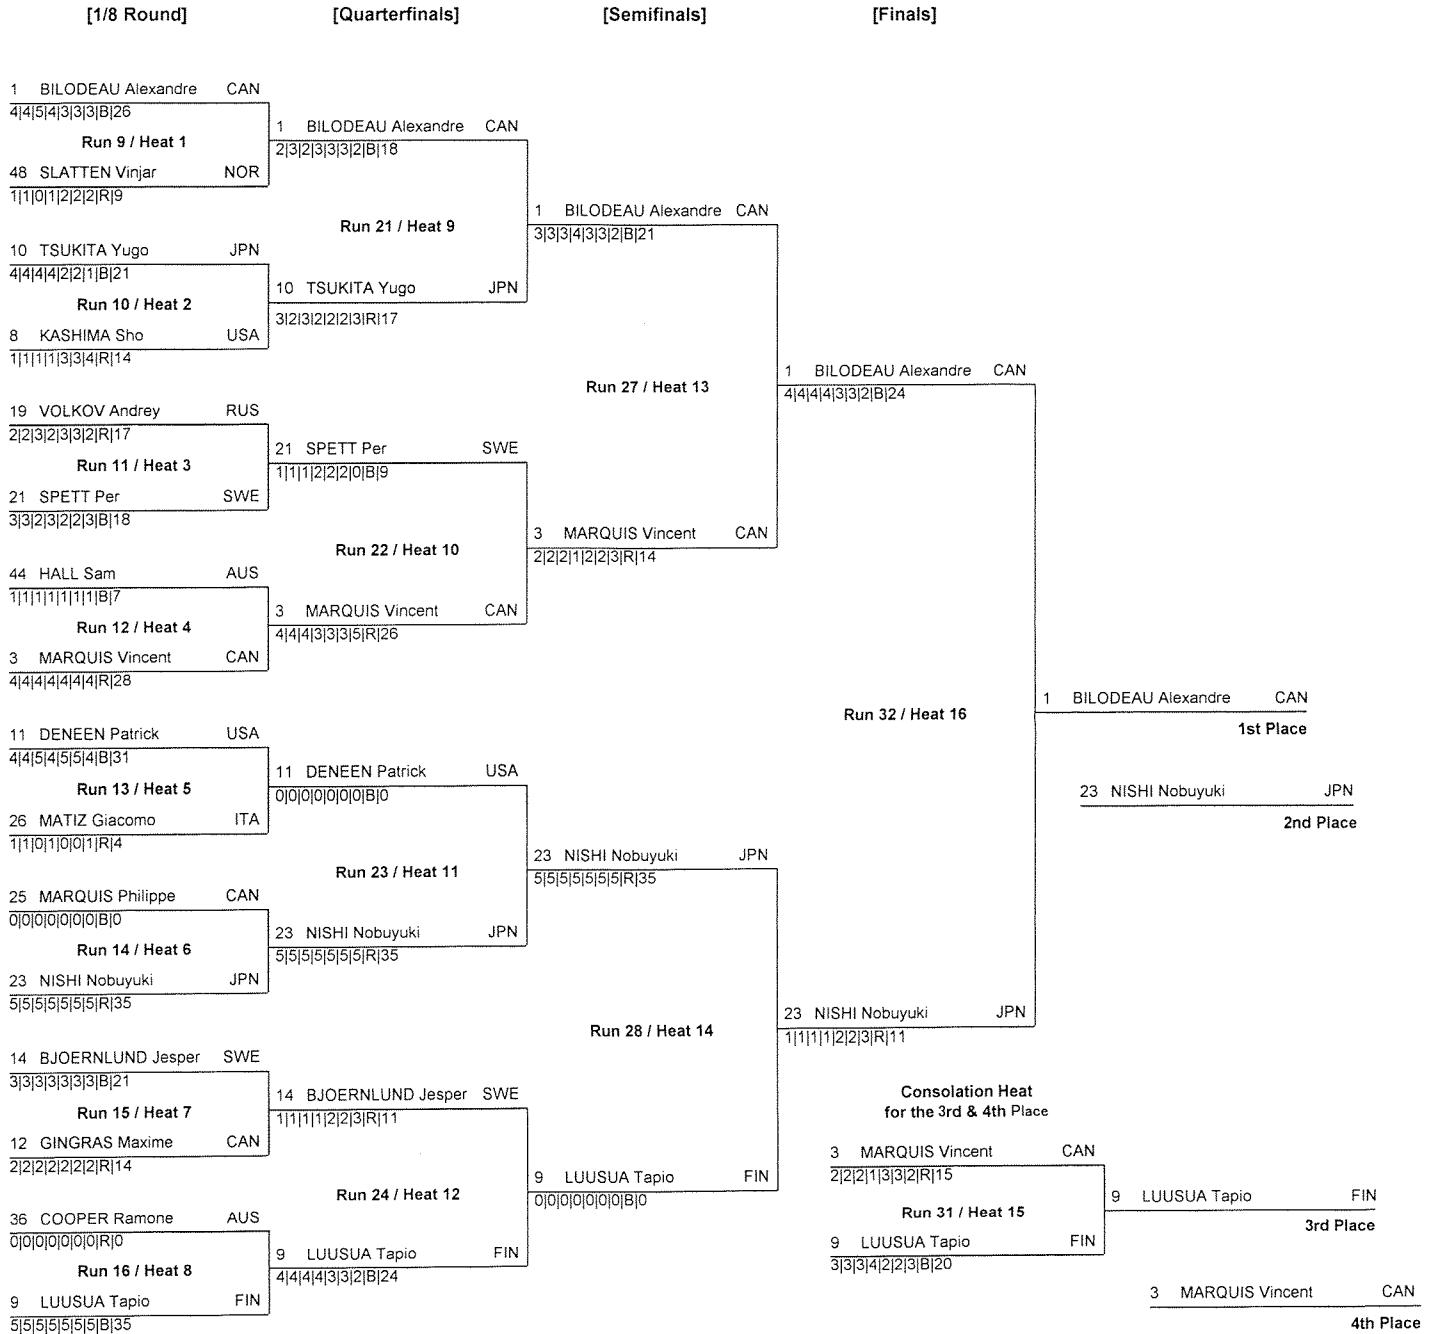 [1/8 Round] [Quarterfinals] [Semifinals] [Finals]
1 BILODEAU Alexandre CAN
4|4|5|4|3|3|3|B|26
Run 9 / Heat 1
48 SLATTEN Vinjar NOR
1|1|0|1|2|2|2|R|9
10 TSUKITA Yugo JPN
4|4|4|4|2|2|1|B|21
Run 10 / Heat 2
8 KASHIMA Sho USA
1|1|1|1|3|3|4|R|14
19 VOLKOV Andrey RUS
2|2|3|2|3|3|2|R|17
Run 11 / Heat 3
21 SPETT Per SWE
3|3|2|3|2|2|3|B|18
44 HALL Sam AUS
1|1|1|1|1|1|1|B|7
Run 12 / Heat 4
3 MARQUIS Vincent CAN
4|4|4|4|4|4|4|R|28
11 DENEEN Patrick USA
4|4|5|4|5|5|4|B|31
Run 13 / Heat 5
26 MATIZ Giacomo ITA
1|1|0|1|0|0|1|R|4
25 MARQUIS Philippe CAN
0|0|0|0|0|0|0|B|0
Run 14 / Heat 6
23 NISHI Nobuyuki JPN
5|5|5|5|5|5|5|R|35
14 BJOERNLUND Jesper SWE
3|3|3|3|3|3|3|B|21
Run 15 / Heat 7
12 GINGRAS Maxime CAN
2|2|2|2|2|2|2|R|14
36 COOPER Ramone AUS
0|0|0|0|0|0|0|R|0
Run 16 / Heat 8
9 LUUSUA Tapio FIN
5|5|5|5|5|5|5|B|35
1 BILODEAU Alexandre CAN
2|3|2|3|3|3|2|B|18
Run 21 / Heat 9
10 TSUKITA Yugo JPN
3|2|3|2|2|2|3|R|17
21 SPETT Per SWE
1|1|1|2|2|2|0|B|9
Run 22 / Heat 10
3 MARQUIS Vincent CAN
4|4|4|3|3|3|5|R|26
11 DENEEN Patrick USA
0|0|0|0|0|0|0|B|0
Run 23 / Heat 11
23 NISHI Nobuyuki JPN
5|5|5|5|5|5|5|R|35
14 BJOERNLUND Jesper SWE
1|1|1|1|2|2|3|R|11
Run 24 / Heat 12
9 LUUSUA Tapio FIN
4|4|4|4|3|3|2|B|24
1 BILODEAU Alexandre CAN
3|3|3|4|3|3|2|B|21
Run 27 / Heat 13
3 MARQUIS Vincent CAN
2|2|2|1|2|2|3|R|14
23 NISHI Nobuyuki JPN
5|5|5|5|5|5|5|R|35
Run 28 / Heat 14
9 LUUSUA Tapio FIN
0|0|0|0|0|0|0|B|0
1 BILODEAU Alexandre CAN
4|4|4|4|3|3|2|B|24
Run 32 / Heat 16
23 NISHI Nobuyuki JPN
1|1|1|1|2|2|3|R|11
1 BILODEAU Alexandre CAN
1st Place
23 NISHI Nobuyuki JPN
2nd Place
Consolation Heat
for the 3rd & 4th Place
3 MARQUIS Vincent CAN
2|2|2|1|3|3|2|R|15
Run 31 / Heat 15
9 LUUSUA Tapio FIN
3|3|3|4|2|2|3|B|20
9 LUUSUA Tapio FIN
3rd Place
3 MARQUIS Vincent CAN
4th Place